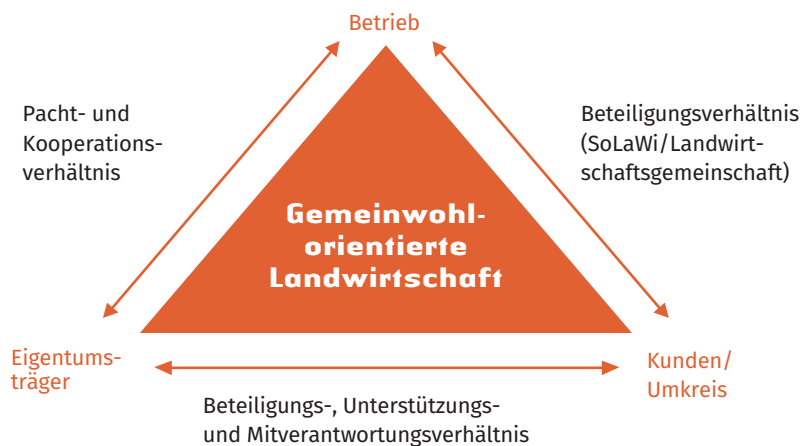 Betrieb
Pacht- und
Kooperations-
verhältnis
Beteiligungsverhältnis
(SoLaWi/Landwirt-
schaftsgemeinschaft)
Gemeinwohl-
orientierte
Landwirtschaft
Eigentums-
träger
Kunden/
Umkreis
Beteiligungs-, Unterstützungs-
und Mitverantwortungsverhältnis